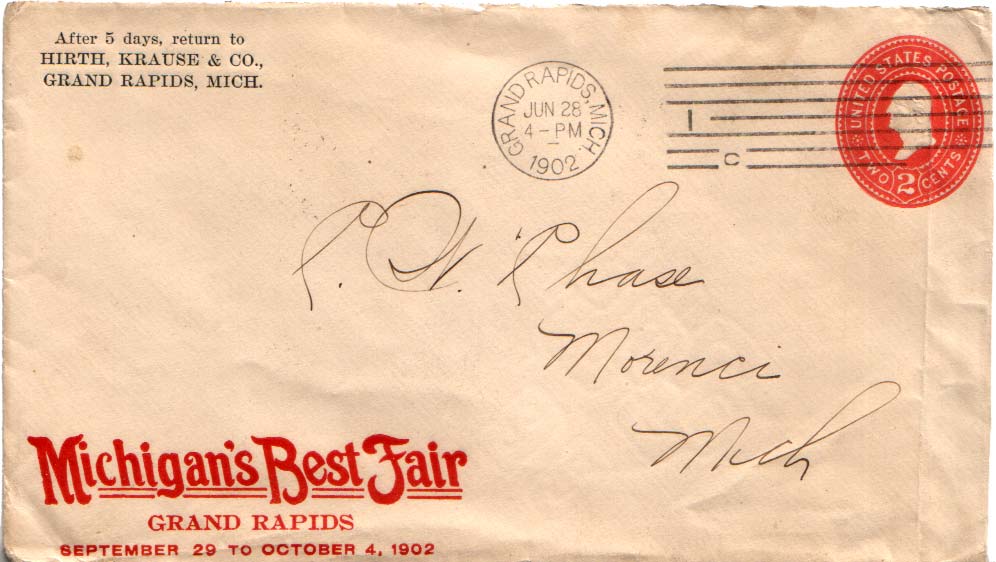 After 5 days, return to
HIRTH, KRAUSE & CO.,
GRAND RAPIDS, MICH.
GRAND RAPIDS, MICH.
JUN 28
4-PM
1902
1
C
UNITED STATES POSTAGE
TWO 2 CENTS
C. W. Chase
Morenci
Mich
Michigan's Best Fair
GRAND RAPIDS
SEPTEMBER 29 TO OCTOBER 4, 1902